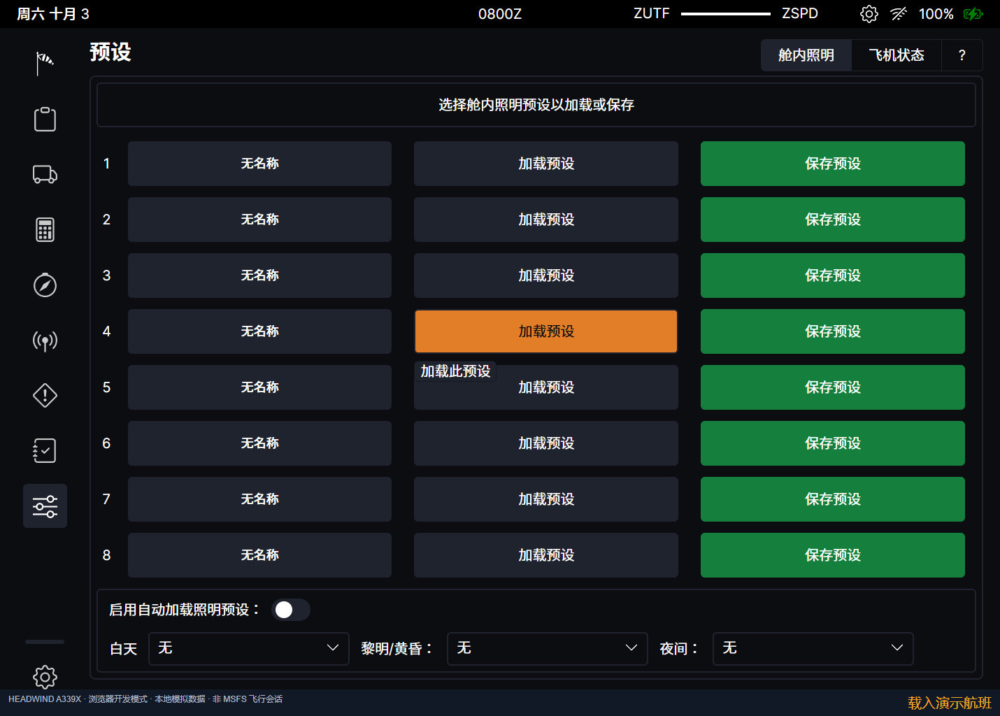 周六 十月 3
0800Z
ZUTF ZSPD
100%
预设
舱内照明 飞机状态 ?
选择舱内照明预设以加载或保存
1 无名称 加载预设 保存预设
2 无名称 加载预设 保存预设
3 无名称 加载预设 保存预设
4 无名称 加载预设 保存预设
加载此预设
5 无名称 加载预设 保存预设
6 无名称 加载预设 保存预设
7 无名称 加载预设 保存预设
8 无名称 加载预设 保存预设
启用自动加载照明预设：
白天 无 黎明/黄昏： 无 夜间： 无
HEADWIND A339X · 浏览器开发模式 · 本地模拟数据 · 非 MSFS 飞行会话
载入演示航班